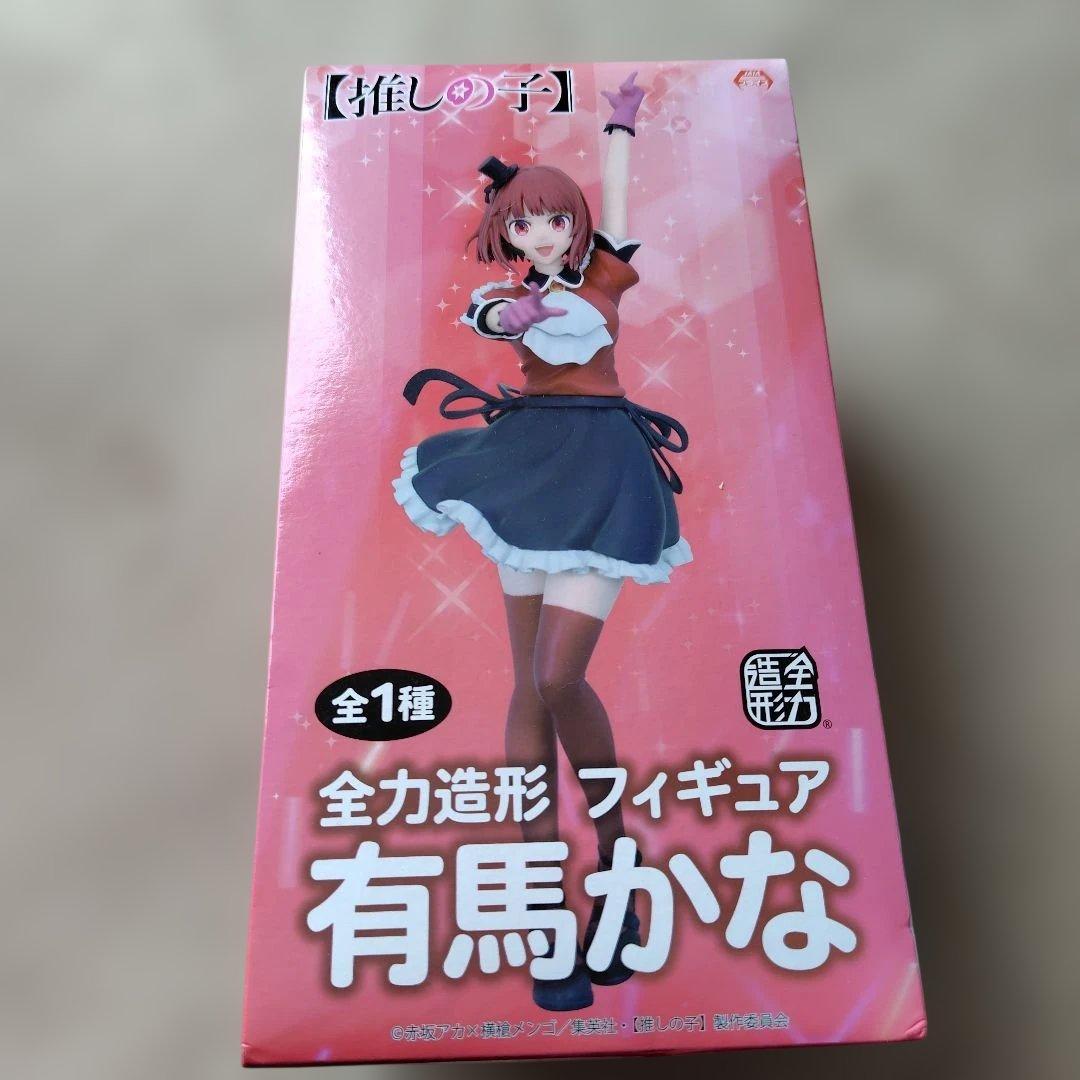 【推しの子】
全1種
全力造形®
全力造形 フィギュア
有馬かな
©赤坂アカ×横槍メンゴ／集英社・【推しの子】製作委員会